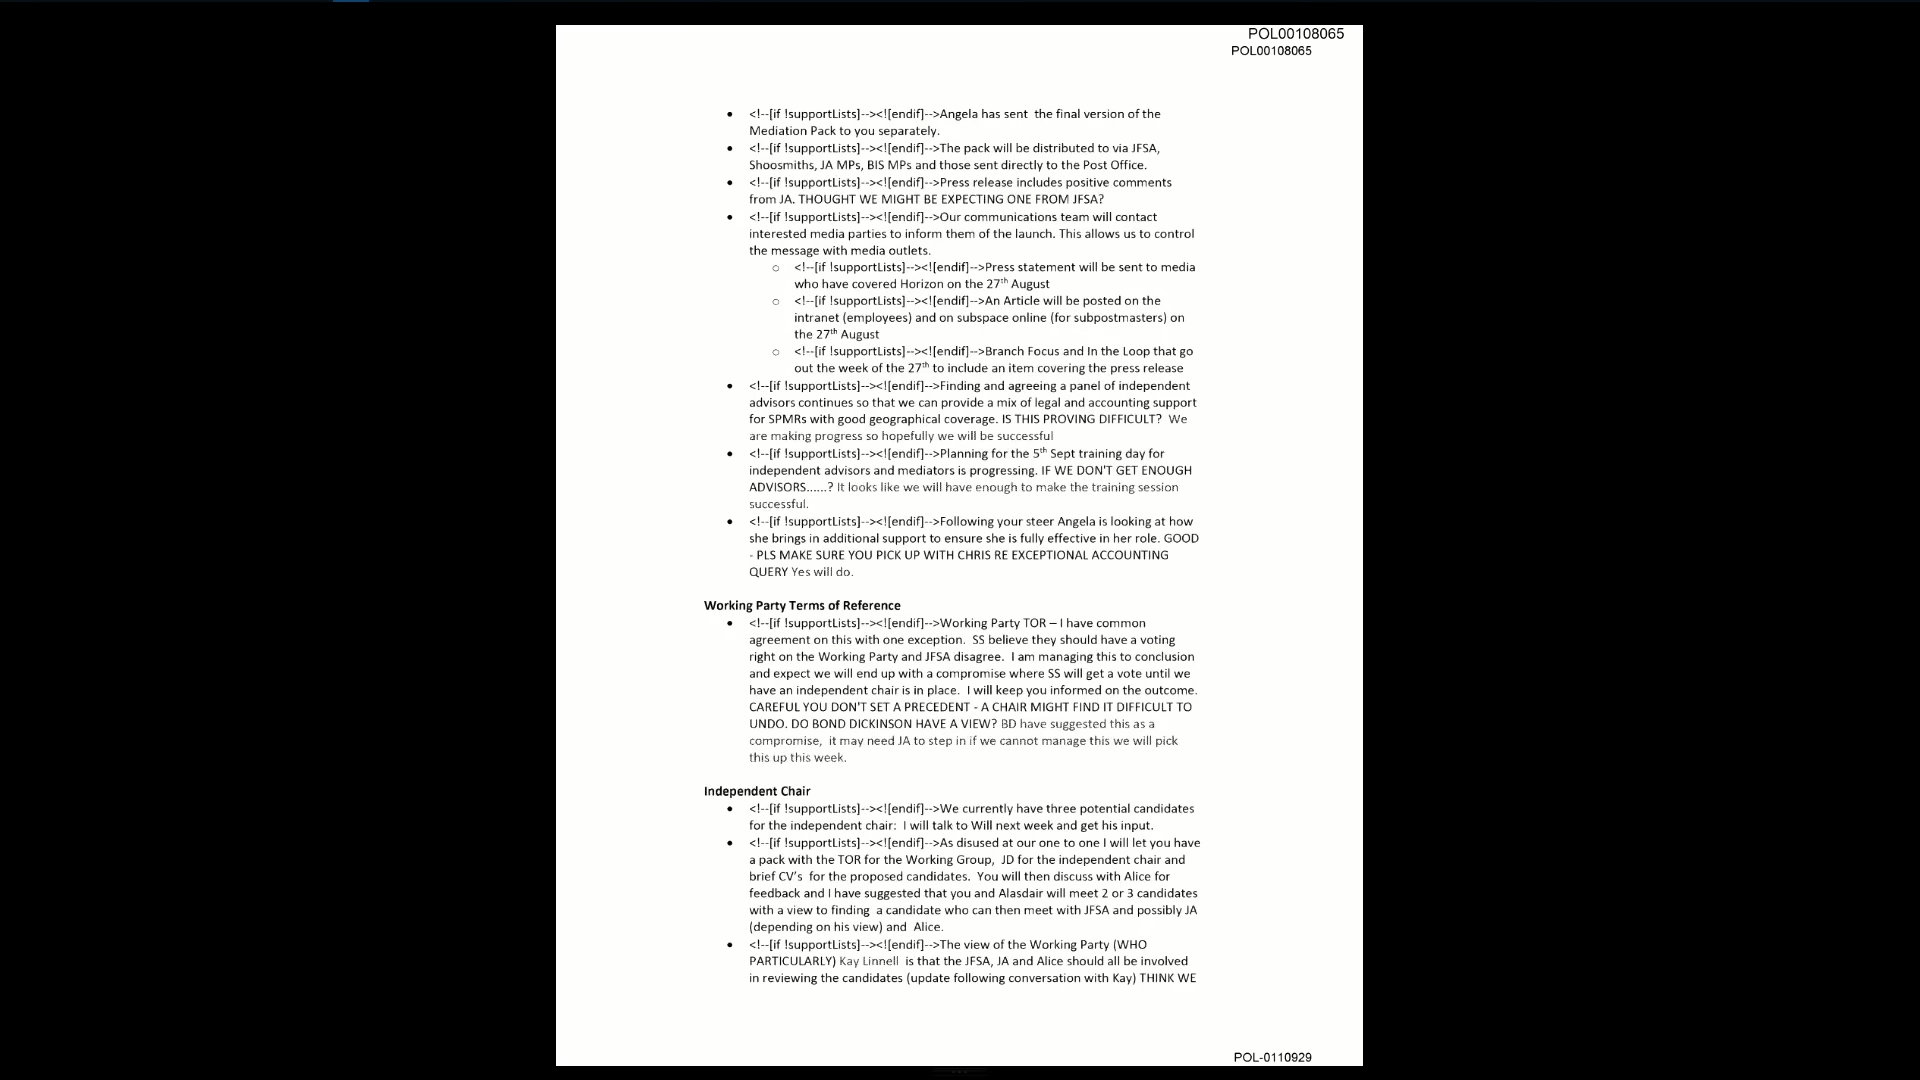 POL00108065
POL00108065
• <!--[if !supportLists]--><![endif]-->Angela has sent  the final version of the
Mediation Pack to you separately.
• <!--[if !supportLists]--><![endif]-->The pack will be distributed to via JFSA,
Shoosmiths, JA MPs, BIS MPs and those sent directly to the Post Office.
• <!--[if !supportLists]--><![endif]-->Press release includes positive comments
from JA. THOUGHT WE MIGHT BE EXPECTING ONE FROM JFSA?
• <!--[if !supportLists]--><![endif]-->Our communications team will contact
interested media parties to inform them of the launch. This allows us to control
the message with media outlets.
○ <!--[if !supportLists]--><![endif]-->Press statement will be sent to media
who have covered Horizon on the 27th August
○ <!--[if !supportLists]--><![endif]-->An Article will be posted on the
intranet (employees) and on subspace online (for subpostmasters) on
the 27th August
○ <!--[if !supportLists]--><![endif]-->Branch Focus and In the Loop that go
out the week of the 27th to include an item covering the press release
• <!--[if !supportLists]--><![endif]-->Finding and agreeing a panel of independent
advisors continues so that we can provide a mix of legal and accounting support
for SPMRs with good geographical coverage. IS THIS PROVING DIFFICULT?  We
are making progress so hopefully we will be successful
• <!--[if !supportLists]--><![endif]-->Planning for the 5th Sept training day for
independent advisors and mediators is progressing. IF WE DON'T GET ENOUGH
ADVISORS......? It looks like we will have enough to make the training session
successful.
• <!--[if !supportLists]--><![endif]-->Following your steer Angela is looking at how
she brings in additional support to ensure she is fully effective in her role. GOOD
- PLS MAKE SURE YOU PICK UP WITH CHRIS RE EXCEPTIONAL ACCOUNTING
QUERY Yes will do.
Working Party Terms of Reference
• <!--[if !supportLists]--><![endif]-->Working Party TOR – I have common
agreement on this with one exception.  SS believe they should have a voting
right on the Working Party and JFSA disagree.  I am managing this to conclusion
and expect we will end up with a compromise where SS will get a vote until we
have an independent chair is in place.  I will keep you informed on the outcome.
CAREFUL YOU DON'T SET A PRECEDENT - A CHAIR MIGHT FIND IT DIFFICULT TO
UNDO. DO BOND DICKINSON HAVE A VIEW? BD have suggested this as a
compromise,  it may need JA to step in if we cannot manage this we will pick
this up this week.
Independent Chair
• <!--[if !supportLists]--><![endif]-->We currently have three potential candidates
for the independent chair:  I will talk to Will next week and get his input.
• <!--[if !supportLists]--><![endif]-->As disused at our one to one I will let you have
a pack with the TOR for the Working Group,  JD for the independent chair and
brief CV's  for the proposed candidates.  You will then discuss with Alice for
feedback and I have suggested that you and Alasdair will meet 2 or 3 candidates
with a view to finding  a candidate who can then meet with JFSA and possibly JA
(depending on his view) and  Alice.
• <!--[if !supportLists]--><![endif]-->The view of the Working Party (WHO
PARTICULARLY) Kay Linnell  is that the JFSA, JA and Alice should all be involved
in reviewing the candidates (update following conversation with Kay) THINK WE
POL-0110929